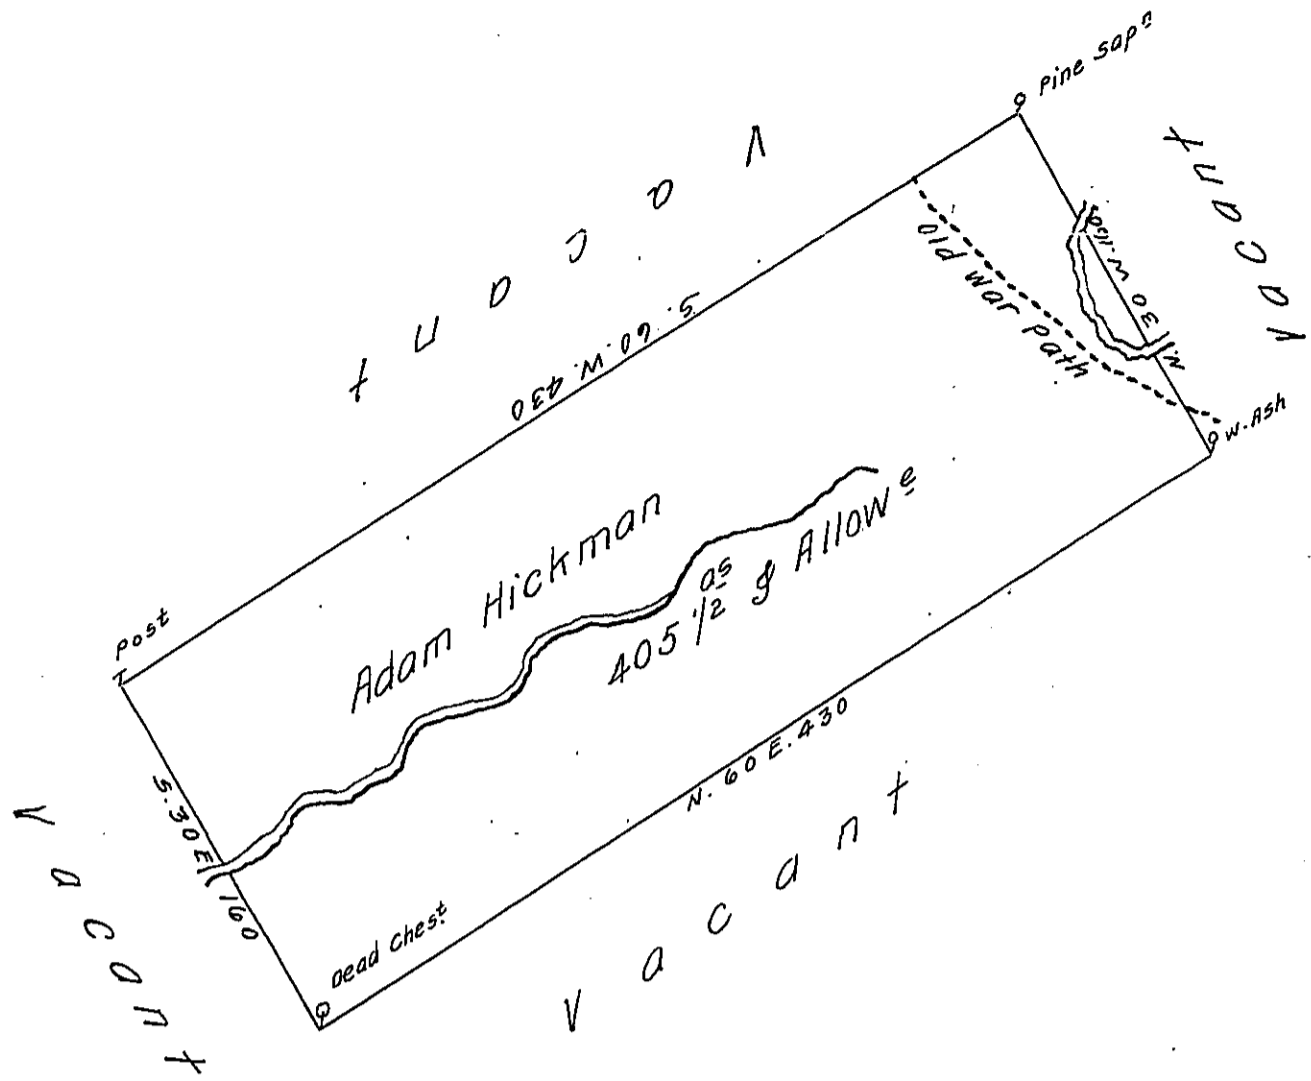 Pine Sapⁿ
Vacant
Vacant
Old War Path
N. 30 W. 160
S. 60. W. 430
W. Ash
Adam Hickman
405 1/2 as & Allowe
Post
N. 60 E. 430
S. 30 E 160
Vacant
Vacant
Dead Chest